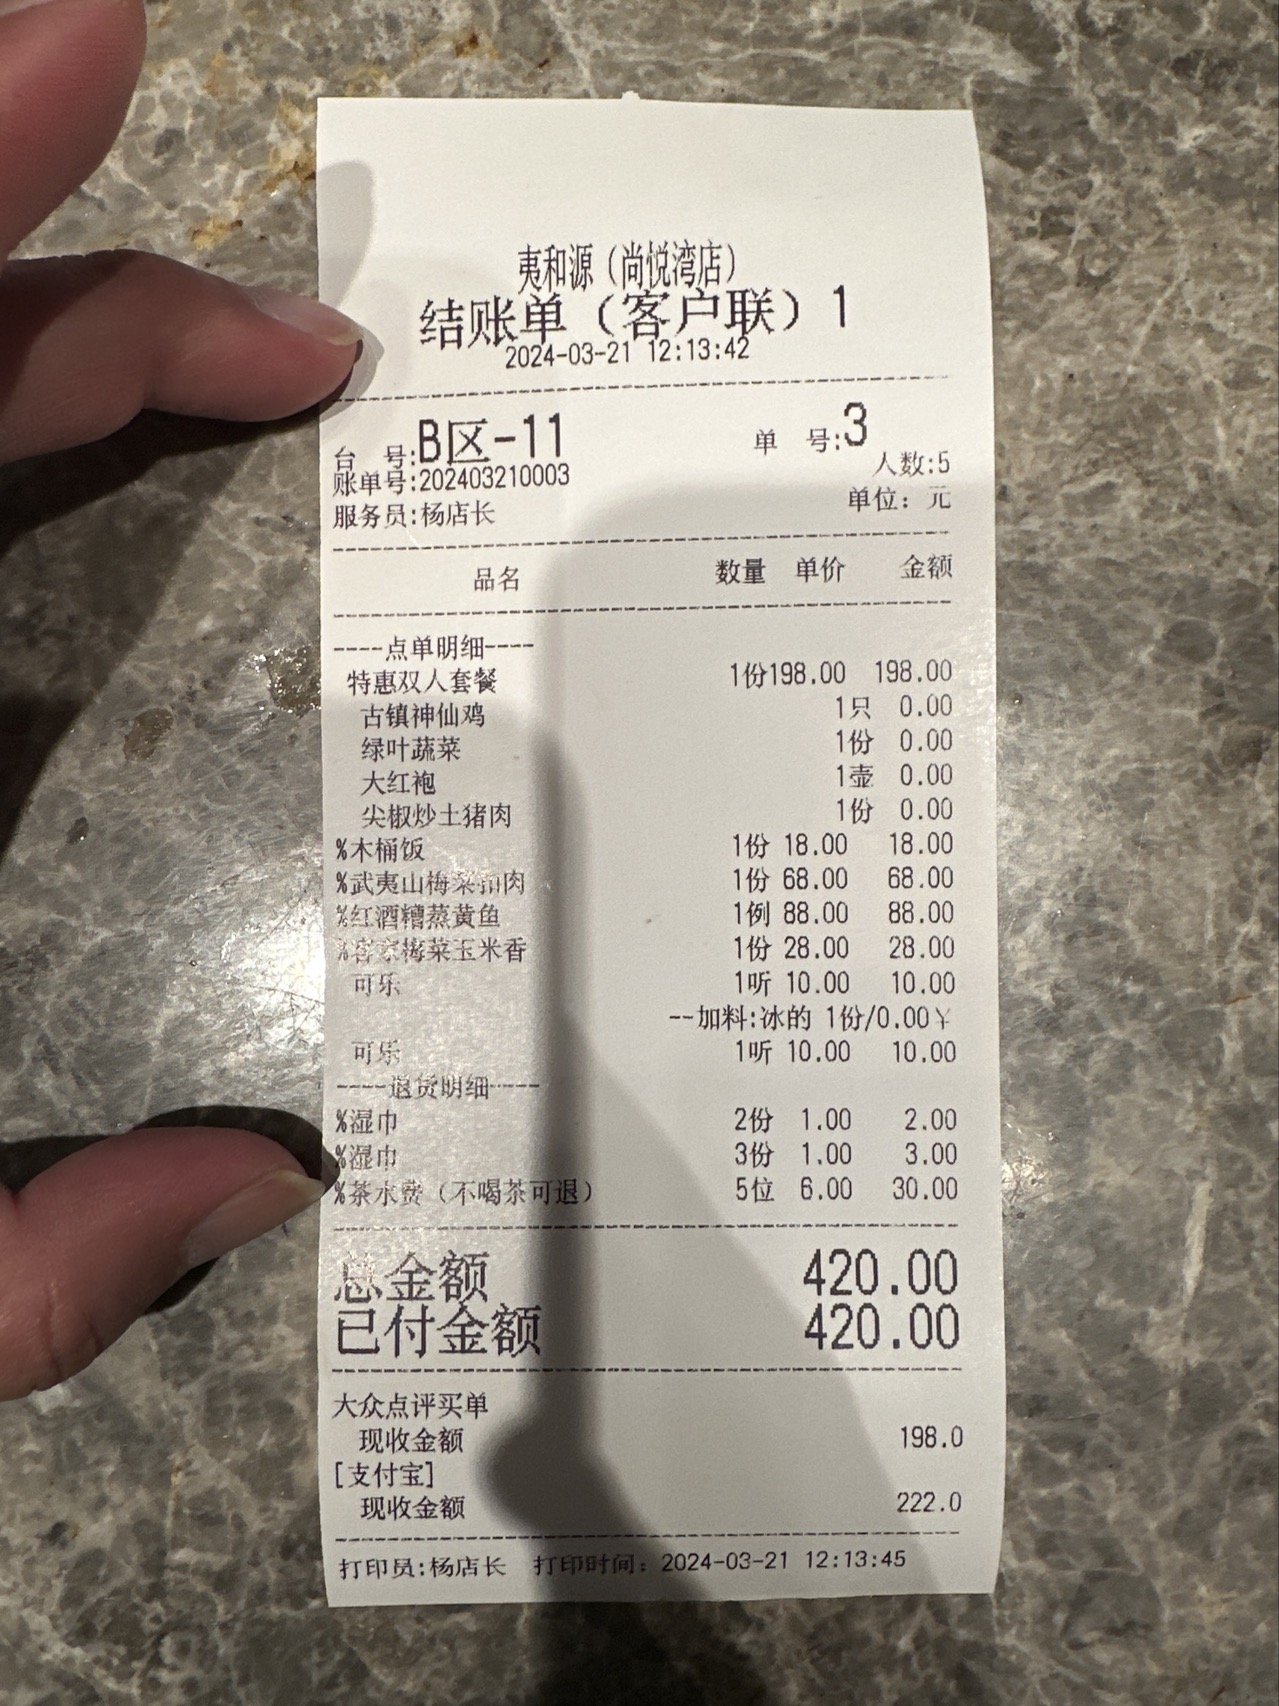 夷和源（尚悦湾店）
结账单（客户联）1
2024-03-21 12:13:42
台 号:B区-11 单 号:3
人数:5
账单号:202403210003
单位：元
服务员:杨店长
品名 数量 单价 金额
----点单明细----
特惠双人套餐 1份198.00 198.00
古镇神仙鸡 1只 0.00
绿叶蔬菜 1份 0.00
大红袍 1壶 0.00
尖椒炒土猪肉 1份 0.00
%木桶饭 1份 18.00 18.00
%武夷山梅菜扣肉 1份 68.00 68.00
%红酒糟蒸黄鱼 1例 88.00 88.00
%客家梅菜玉米香 1份 28.00 28.00
可乐 1听 10.00 10.00
--加料:冰的 1份/0.00¥
可乐 1听 10.00 10.00
----退货明细----
%湿巾 2份 1.00 2.00
%湿巾 3份 1.00 3.00
%茶水费（不喝茶可退） 5位 6.00 30.00
总金额 420.00
已付金额 420.00
大众点评买单
现收金额 198.0
[支付宝]
现收金额 222.0
打印员:杨店长 打印时间：2024-03-21 12:13:45